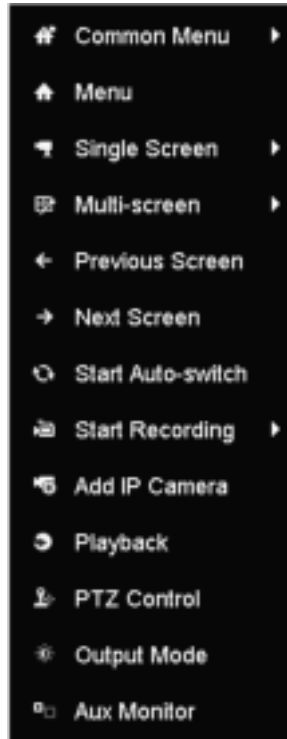 Common Menu
Menu
Single Screen
Multi-screen
Previous Screen
Next Screen
Start Auto-switch
Start Recording
Add IP Camera
Playback
PTZ Control
Output Mode
Aux Monitor